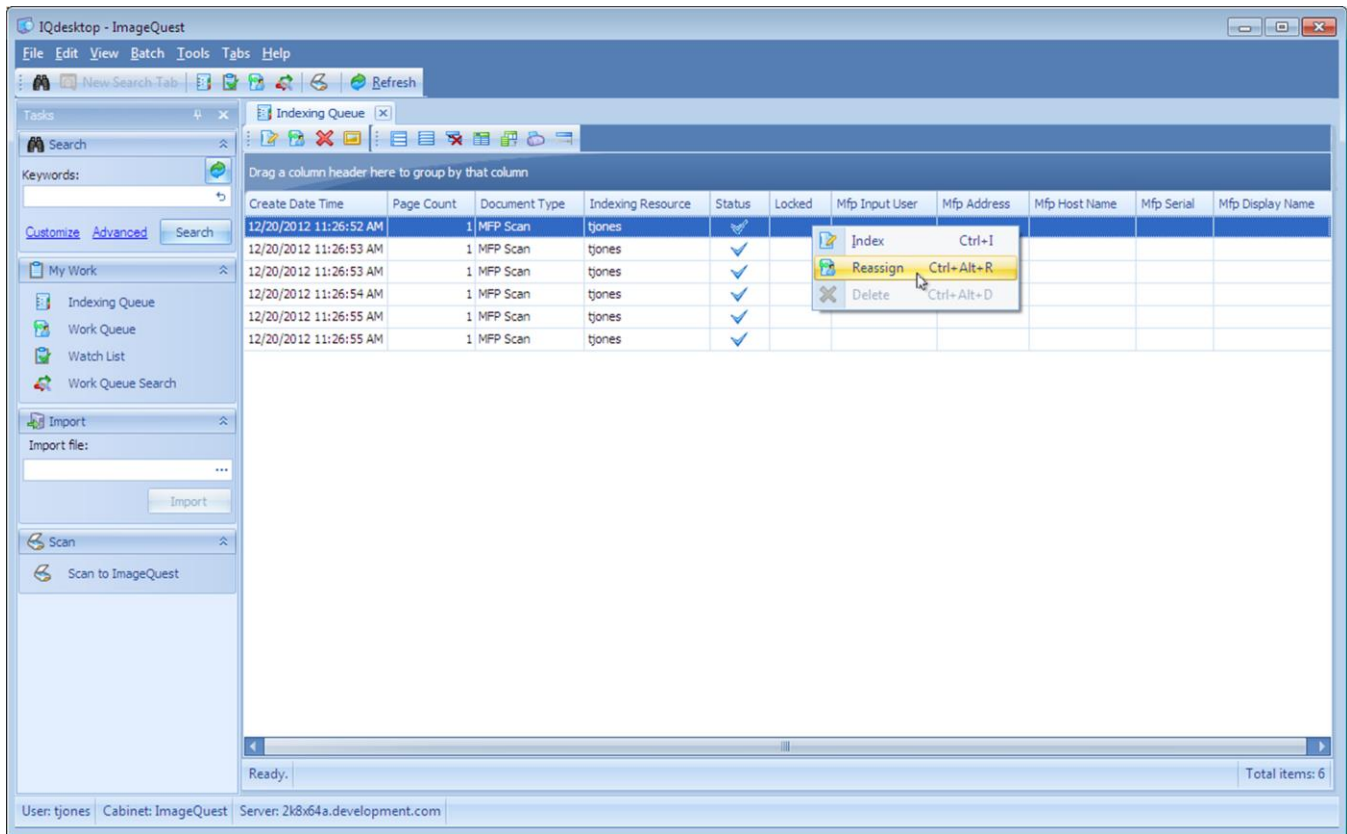 IQdesktop - ImageQuest
File Edit View Batch Tools Tabs Help
New Search Tab Refresh
Tasks
Indexing Queue
Search
Keywords:
Drag a column header here to group by that column
Customize Advanced Search
Create Date Time Page Count Document Type Indexing Resource Status Locked Mfp Input User Mfp Address Mfp Host Name Mfp Serial Mfp Display Name
12/20/2012 11:26:52 AM 1 MFP Scan tjones
12/20/2012 11:26:53 AM 1 MFP Scan tjones
12/20/2012 11:26:53 AM 1 MFP Scan tjones
12/20/2012 11:26:54 AM 1 MFP Scan tjones
12/20/2012 11:26:55 AM 1 MFP Scan tjones
12/20/2012 11:26:55 AM 1 MFP Scan tjones
Index Ctrl+I
Reassign Ctrl+Alt+R
Delete Ctrl+Alt+D
My Work
Indexing Queue
Work Queue
Watch List
Work Queue Search
Import
Import file:
...
Import
Scan
Scan to ImageQuest
Ready. Total items: 6
User: tjones Cabinet: ImageQuest Server: 2k8x64a.development.com